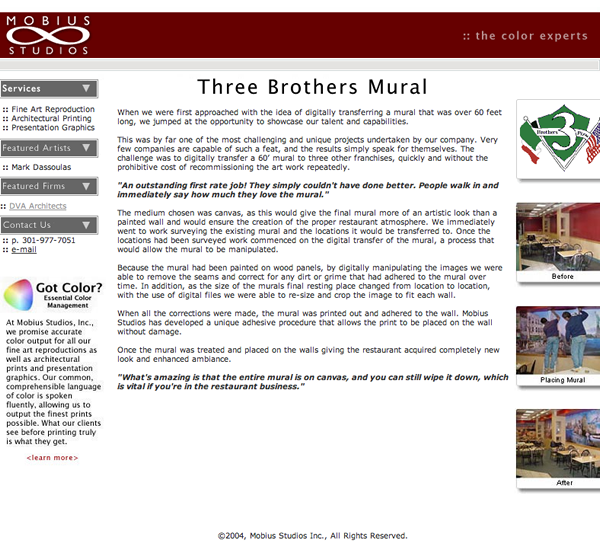 MOBIUS
STUDIOS
:: the color experts
Services
:: Fine Art Reproduction
:: Architectural Printing
:: Presentation Graphics
Featured Artists
:: Mark Dassoulas
Featured Firms
:: DVA Architects
Contact Us
:: p. 301-977-7051
:: e-mail
Got Color?
Essential Color
Management
At Mobius Studios, Inc.,
we promise accurate
color output for all our
fine art reproductions as
well as architectural
prints and presentation
graphics. Our common,
comprehensible language
of color is spoken
fluently, allowing us to
output the finest prints
possible. What our clients
see before printing truly
is what they get.
<learn more>
Three Brothers Mural
When we were first approached with the idea of digitally transferring a mural that was over 60 feet
long, we jumped at the opportunity to showcase our talent and capabilities.
This was by far one of the most challenging and unique projects undertaken by our company. Very
few companies are capable of such a feat, and the results simply speak for themselves. The
challenge was to digitally transfer a 60' mural to three other franchises, quickly and without the
prohibitive cost of recommissioning the art work repeatedly.
"An outstanding first rate job! They simply couldn't have done better. People walk in and
immediately say how much they love the mural."
The medium chosen was canvas, as this would give the final mural more of an artistic look than a
painted wall and would ensure the creation of the proper restaurant atmosphere. We immediately
went to work surveying the existing mural and the locations it would be transferred to. Once the
locations had been surveyed work commenced on the digital transfer of the mural, a process that
would allow the mural to be manipulated.
Because the mural had been painted on wood panels, by digitally manipulating the images we were
able to remove the seams and correct for any dirt or grime that had adhered to the mural over
time. In addition, as the size of the murals final resting place changed from location to location,
with the use of digital files we were able to re-size and crop the image to fit each wall.
When all the corrections were made, the mural was printed out and adhered to the wall. Mobius
Studios has developed a unique adhesive procedure that allows the print to be placed on the wall
without damage.
Once the mural was treated and placed on the walls giving the restaurant acquired completely new
look and enhanced ambiance.
"What's amazing is that the entire mural is on canvas, and you can still wipe it down, which
is vital if you're in the restaurant business."
Brothers 3
Before
Placing Mural
After
©2004, Mobius Studios Inc., All Rights Reserved.